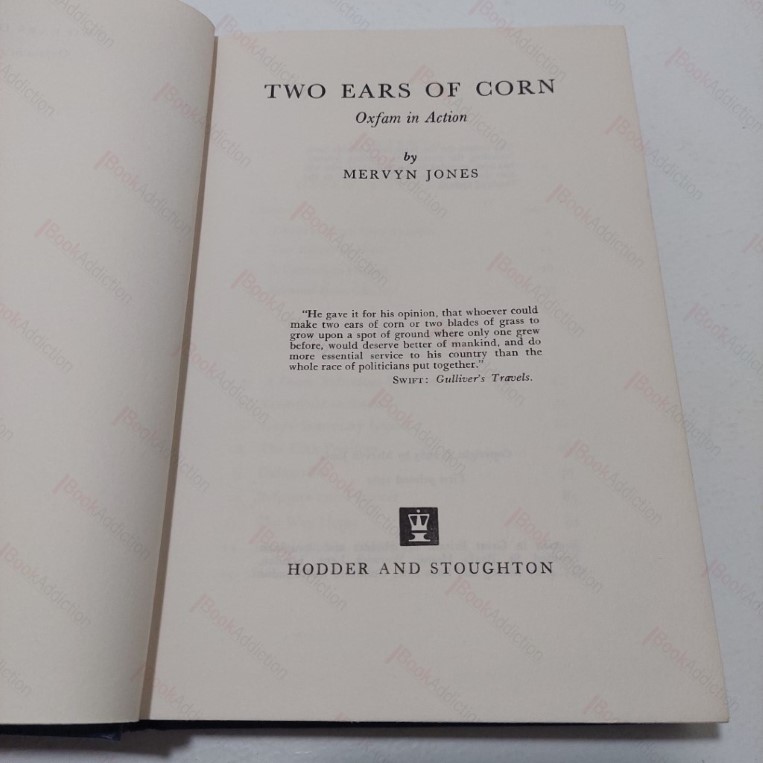 TWO EARS OF CORN
Oxfam in Action
by
MERVYN JONES
"He gave it for his opinion, that whoever could
make two ears of corn or two blades of grass to
grow upon a spot of ground where only one grew
before, would deserve better of mankind, and do
more essential service to his country than the
whole race of politicians put together."
SWIFT: Gulliver's Travels.
HODDER AND STOUGHTON
BookAddiction